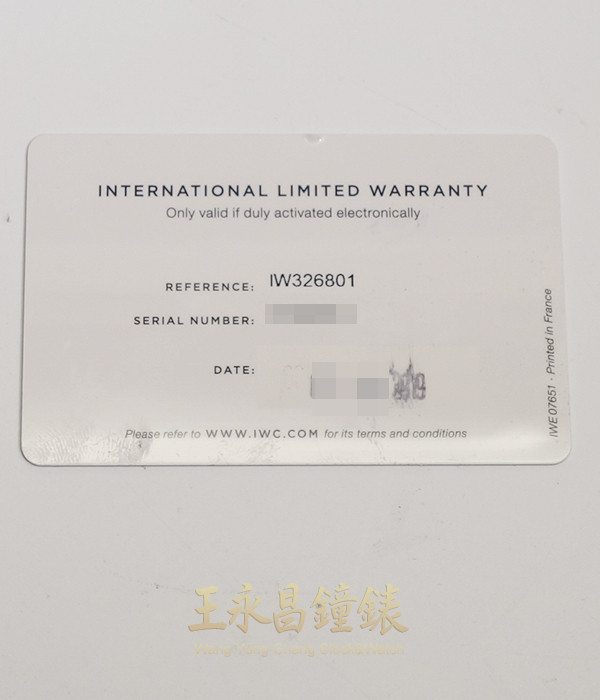 INTERNATIONAL LIMITED WARRANTY
Only valid if duly activated electronically
REFERENCE: IW326801
SERIAL NUMBER:
DATE: 2019
Please refer to WWW.IWC.COM for its terms and conditions
IWE07651 · Printed in France
王永昌鐘錶